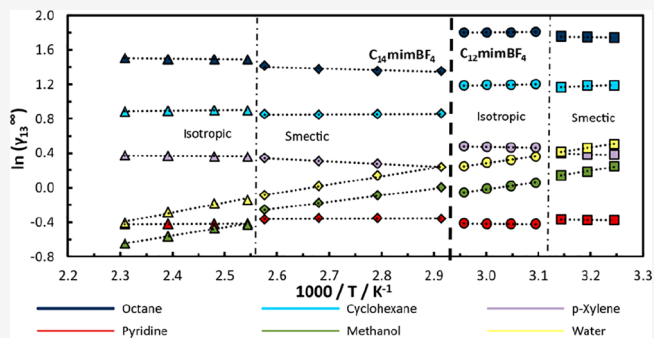 2.0
1.6
1.2
0.8
0.4
0.0
-0.4
-0.8
ln (γ13∞)
C14mimBF4
C12mimBF4
Isotropic
Smectic
Isotropic
Smectic
2.2 2.3 2.4 2.5 2.6 2.7 2.8 2.9 3.0 3.1 3.2 3.3
1000 / T / K-1
Octane Cyclohexane p-Xylene
Pyridine Methanol Water